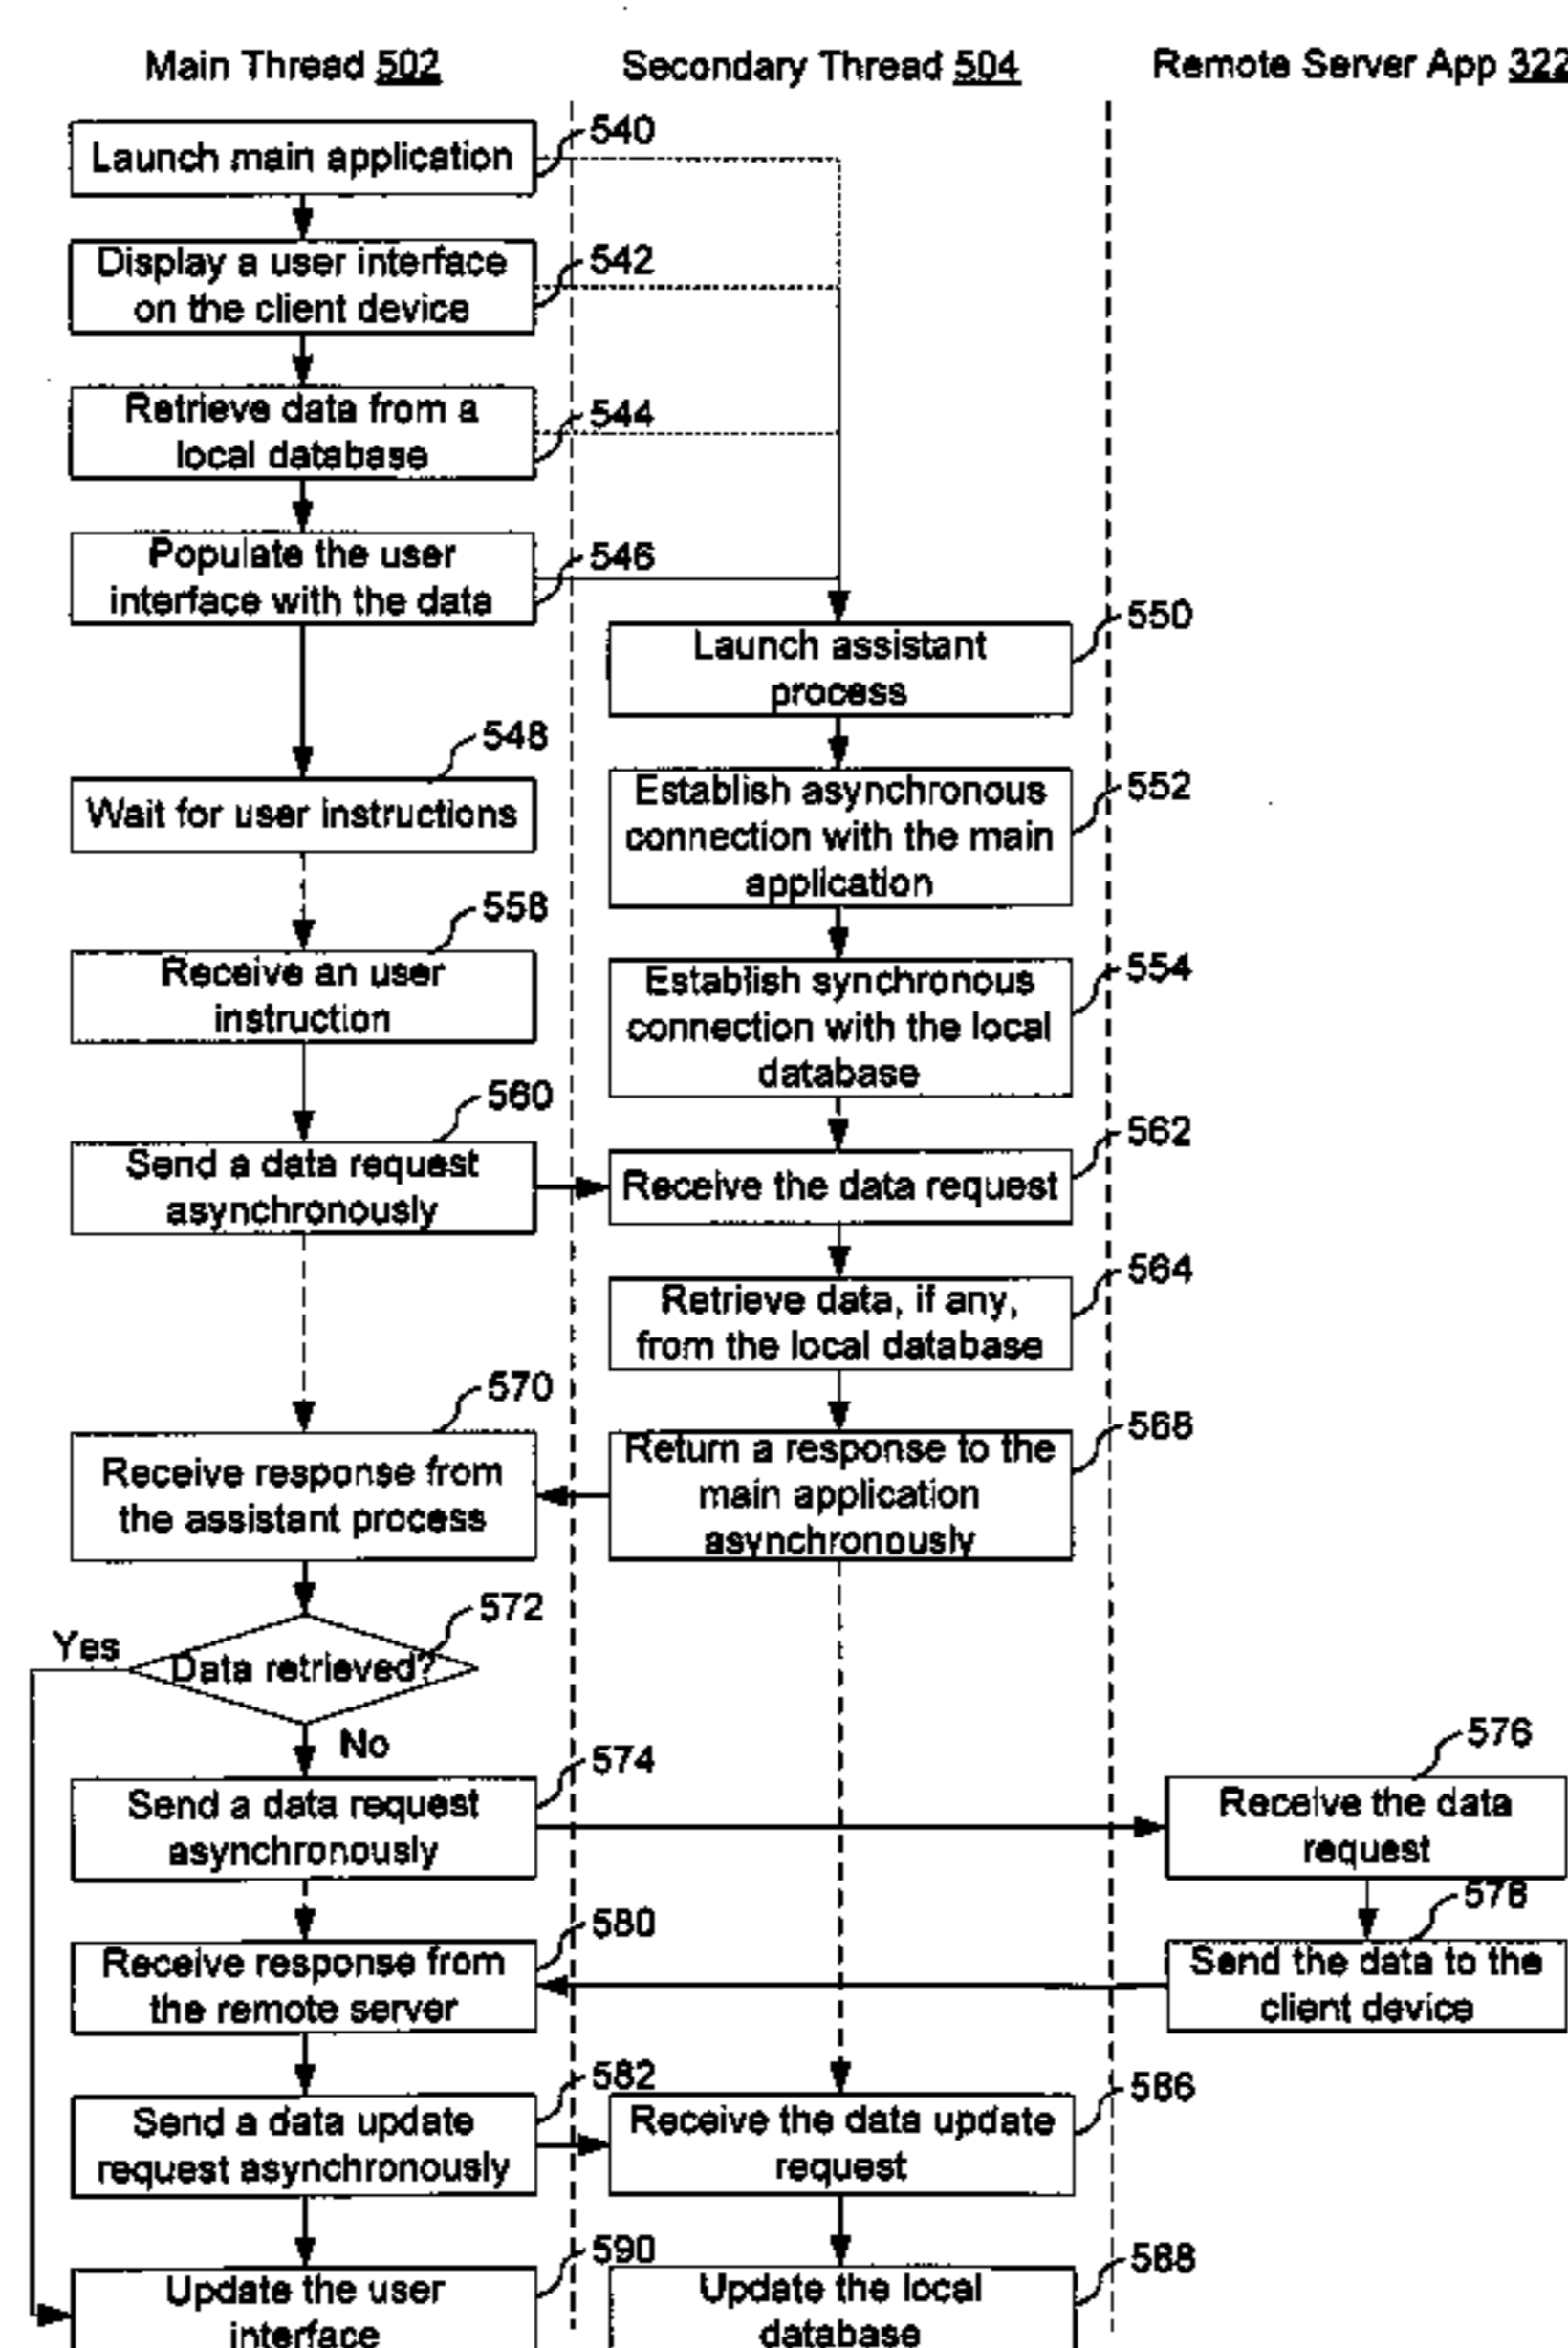 Main Thread 502
Secondary Thread 504
Remote Server App 322
Launch main application
540
Display a user interface
on the client device
542
Retrieve data from a
local database
544
Populate the user
interface with the data
546
Launch assistant
process
550
Wait for user instructions
548
Establish asynchronous
connection with the main
application
552
Receive an user
instruction
558
Establish synchronous
connection with the local
database
554
Send a data request
asynchronously
560
Receive the data request
562
Retrieve data, if any,
from the local database
564
Receive response from
the assistant process
570
Return a response to the
main application
asynchronously
568
Data retrieved?
572
Yes
No
Send a data request
asynchronously
574
Receive the data
request
576
Receive response from
the remote server
580
Send the data to the
client device
578
Send a data update
request asynchronously
582
Receive the data update
request
586
Update the user
interface
590
Update the local
database
588